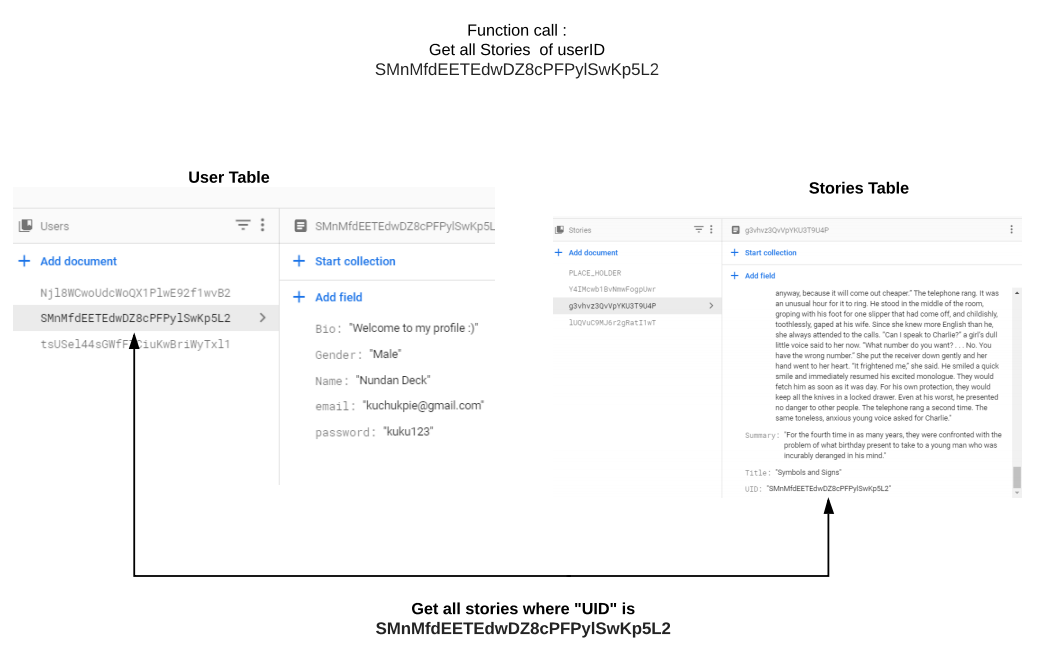 Function call :
Get all Stories of userID
SMnMfdEETEdwDZ8cPFPylSwKp5L2
User Table
Users
SMnMfdEETEdwDZ8cPFPylSwKp5L
Add document
Start collection
Njl8WCwoUdcWoQX1PlwE92f1wvB2
Add field
SMnMfdEETEdwDZ8cPFPylSwKp5L2
Bio: "Welcome to my profile :)"
Gender: "Male"
Name: "Nundan Deck"
email: "kuchukpie@gmail.com"
password: "kuku123"
Stories Table
Stories
g3vhvz3QvVpYKU3T9U4P
Add document
Start collection
PLACE_HOLDER
Add field
Y4IMcwb1BvNmwFogpUwr
g3vhvz3QvVpYKU3T9U4P
lUQVuC9MJ6r2gRatI1wT
anyway, because it will come out cheaper." The telephone rang. It was
an unusual hour for it to ring. He stood in the middle of the room,
groping with his foot for one slipper that had come off, and childishly,
toothlessly, gaped at his wife. Since she knew more English than he,
she always attended to the calls. "Can I speak to Charlie?" a girl's dull
little voice said to her now. "What number do you want? . . . No. You
have the wrong number." She put the receiver down gently and her
hand went to her heart. "It frightened me," she said. He smiled a quick
smile and immediately resumed his excited monologue. They would
fetch him as soon as it was day. For his own protection, they would
keep all the knives in a locked drawer. Even at his worst, he presented
no danger to other people. The telephone rang a second time. The
same toneless, anxious young voice asked for Charlie."
Summary: "For the fourth time in as many years, they were confronted with the
problem of what birthday present to take to a young man who was
incurably deranged in his mind."
Title: "Symbols and Signs"
UID: "SMnMfdEETEdwDZ8cPFPylSwKp5L2"
Get all stories where "UID" is
SMnMfdEETEdwDZ8cPFPylSwKp5L2